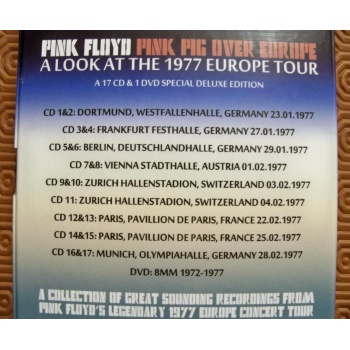 PINK FLOYD PINK PIG OVER EUROPE
A LOOK AT THE 1977 EUROPE TOUR
A 17 CD & 1 DVD SPECIAL DELUXE EDITION
CD 1&2: DORTMUND, WESTFALLENHALLE, GERMANY 23.01.1977
CD 3&4: FRANKFURT FESTHALLE, GERMANY 27.01.1977
CD 5&6: BERLIN, DEUTSCHLANDHALLE, GERMANY 29.01.1977
CD 7&8: VIENNA STADTHALLE, AUSTRIA 01.02.1977
CD 9&10: ZURICH HALLENSTADION, SWITZERLAND 03.02.1977
CD 11: ZURICH HALLENSTADION, SWITZERLAND 04.02.1977
CD 12&13: PARIS, PAVILLION DE PARIS, FRANCE 22.02.1977
CD 14&15: PARIS, PAVILLION DE PARIS, FRANCE 25.02.1977
CD 16&17: MUNICH, OLYMPIAHALLE, GERMANY 28.02.1977
DVD: 8MM 1972-1977
A COLLECTION OF GREAT SOUNDING RECORDINGS FROM
PINK FLOYD'S LEGENDARY 1977 EUROPE CONCERT TOUR